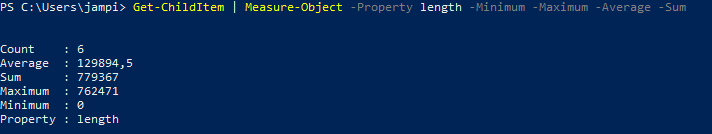 PS C:\Users\jampi> Get-ChildItem | Measure-Object -Property length -Minimum -Maximum -Average -Sum
Count    : 6
Average  : 129894,5
Sum      : 779367
Maximum  : 762471
Minimum  : 0
Property : length